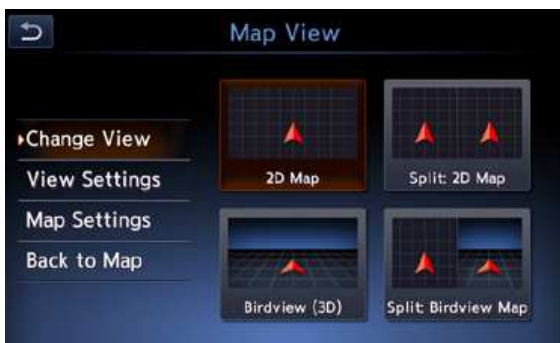 Map View
Change View
View Settings
Map Settings
Back to Map
2D Map
Split: 2D Map
Birdview (3D)
Split: Birdview Map